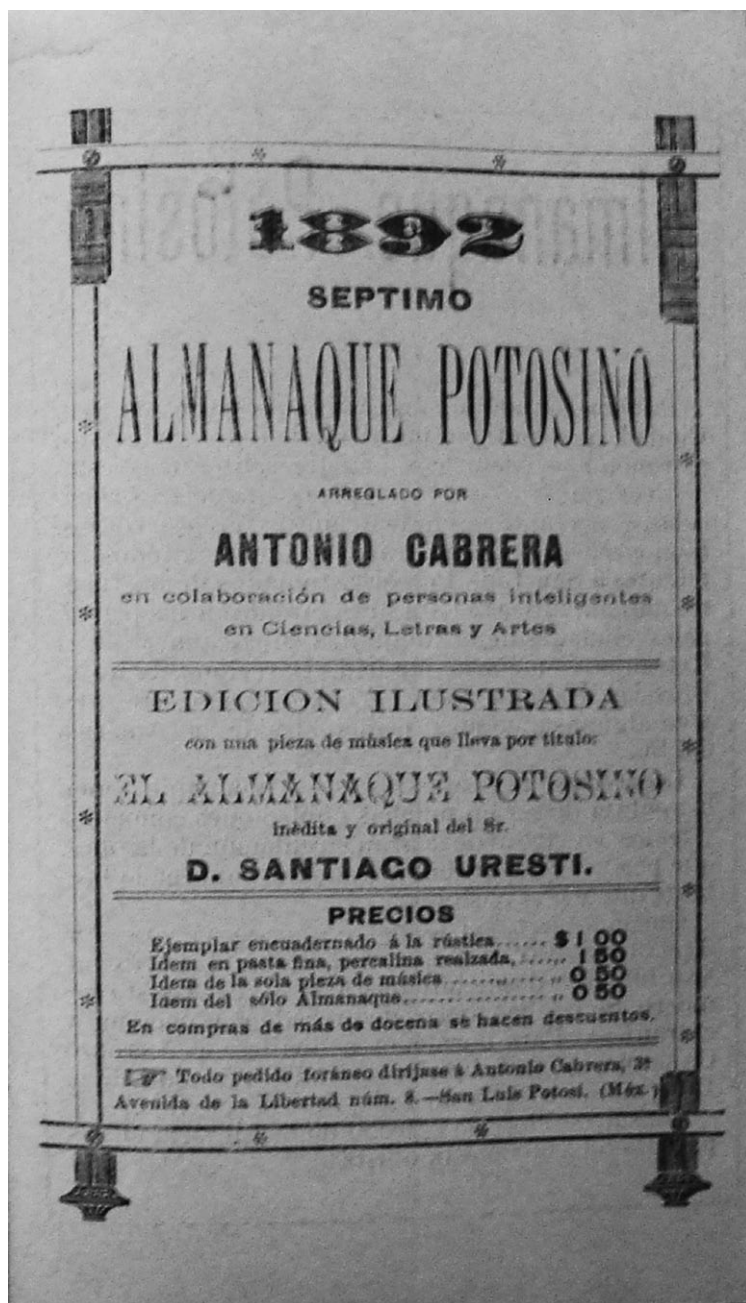 1892
SEPTIMO
ALMANAQUE POTOSINO
ARREGLADO POR
ANTONIO CABRERA
en colaboración de personas inteligentes
en Ciencias, Letras y Artes
EDICION ILUSTRADA
con una pieza de música que lleva por título:
EL ALMANAQUE POTOSINO
inédita y original del Sr.
D. SANTIAGO URESTI.
PRECIOS
Ejemplar encuadernado á la rústica...... $ 1 00
Idem en pasta fina, percalina realzada, ...... 1 50
Idem de la sola pieza de música............ ,, 0 50
Idem del sólo Almanaque.................. ,, 0 50
En compras de más de docena se hacen descuentos.
Todo pedido foráneo diríjase á Antonio Cabrera, 3ª
Avenida de la Libertad núm. 8.—San Luis Potosí. (Méx.)